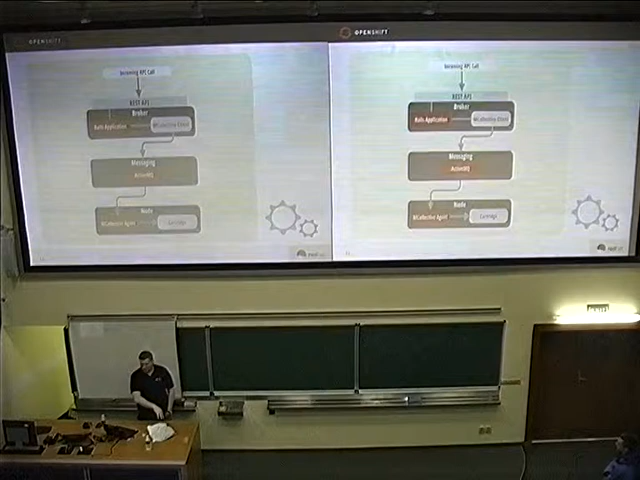 OPENSHIFT
Incoming API Call
REST API
Broker
Rails Application
MCollective Client
Messaging
ActiveMQ
Node
MCollective Agent
Cartridge
OPENSHIFT
Incoming API Call
REST API
Broker
Rails Application
MCollective Client
Messaging
ActiveMQ
Node
MCollective Agent
Cartridge